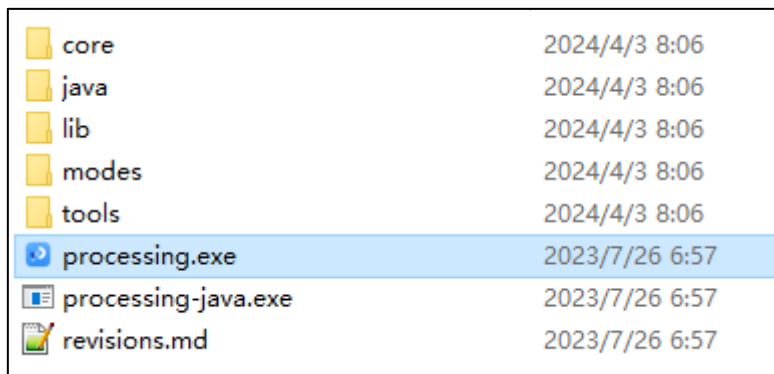 core 2024/4/3 8:06
java 2024/4/3 8:06
lib 2024/4/3 8:06
modes 2024/4/3 8:06
tools 2024/4/3 8:06
processing.exe 2023/7/26 6:57
processing-java.exe 2023/7/26 6:57
revisions.md 2023/7/26 6:57